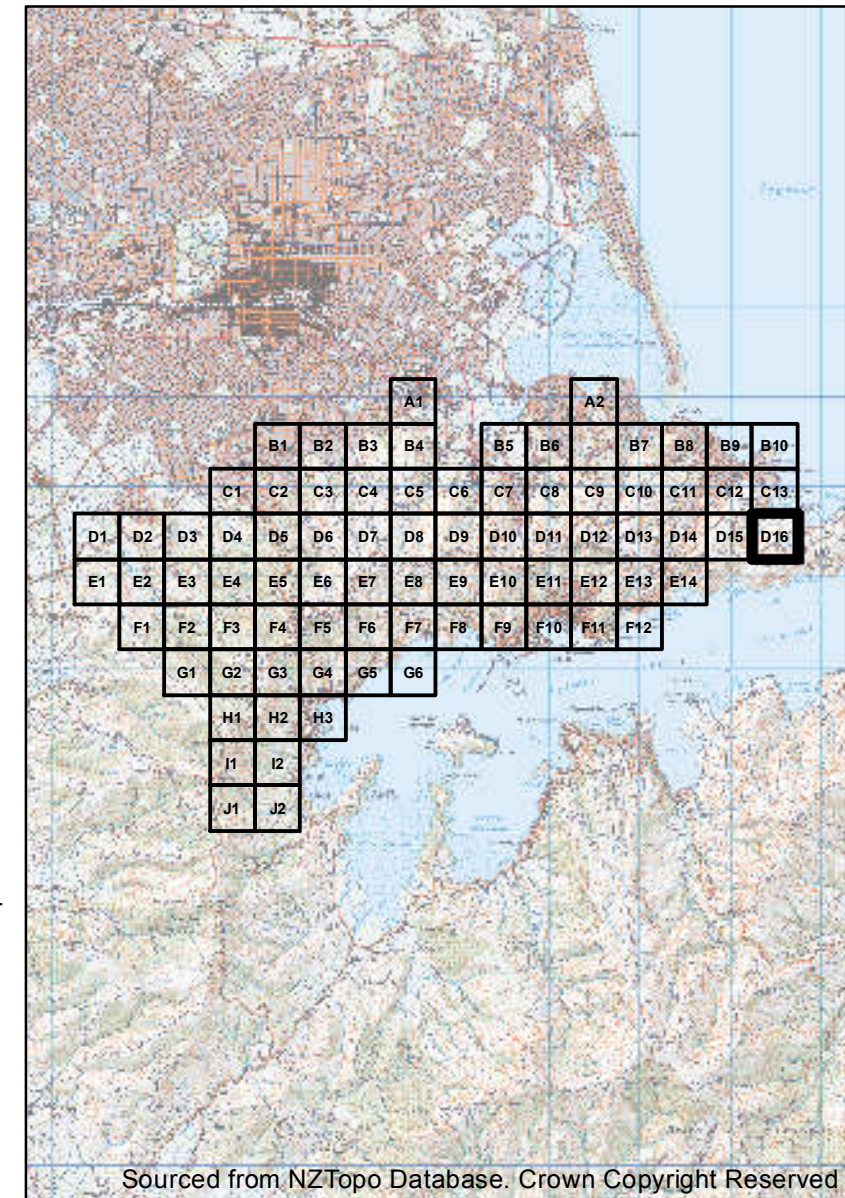 A1 A2
B1 B2 B3 B4 B5 B6 B7 B8 B9 B10
C1 C2 C3 C4 C5 C6 C7 C8 C9 C10 C11 C12 C13
D1 D2 D3 D4 D5 D6 D7 D8 D9 D10 D11 D12 D13 D14 D15 D16
E1 E2 E3 E4 E5 E6 E7 E8 E9 E10 E11 E12 E13 E14
F1 F2 F3 F4 F5 F6 F7 F8 F9 F10 F11 F12
G1 G2 G3 G4 G5 G6
H1 H2 H3
I1 I2
J1 J2
Sourced from NZTopo Database. Crown Copyright Reserved